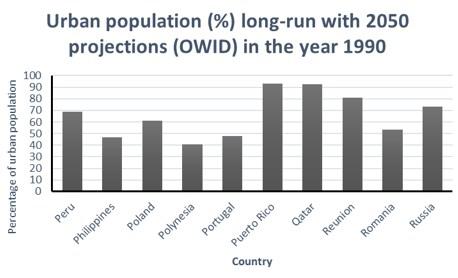 Urban population (%) long-run with 2050
projections (OWID) in the year 1990
Percentage of urban population
100
90
80
70
60
50
40
30
20
10
0
Peru
Philippines
Poland
Polynesia
Portugal
Puerto Rico
Qatar
Reunion
Romania
Russia
Country